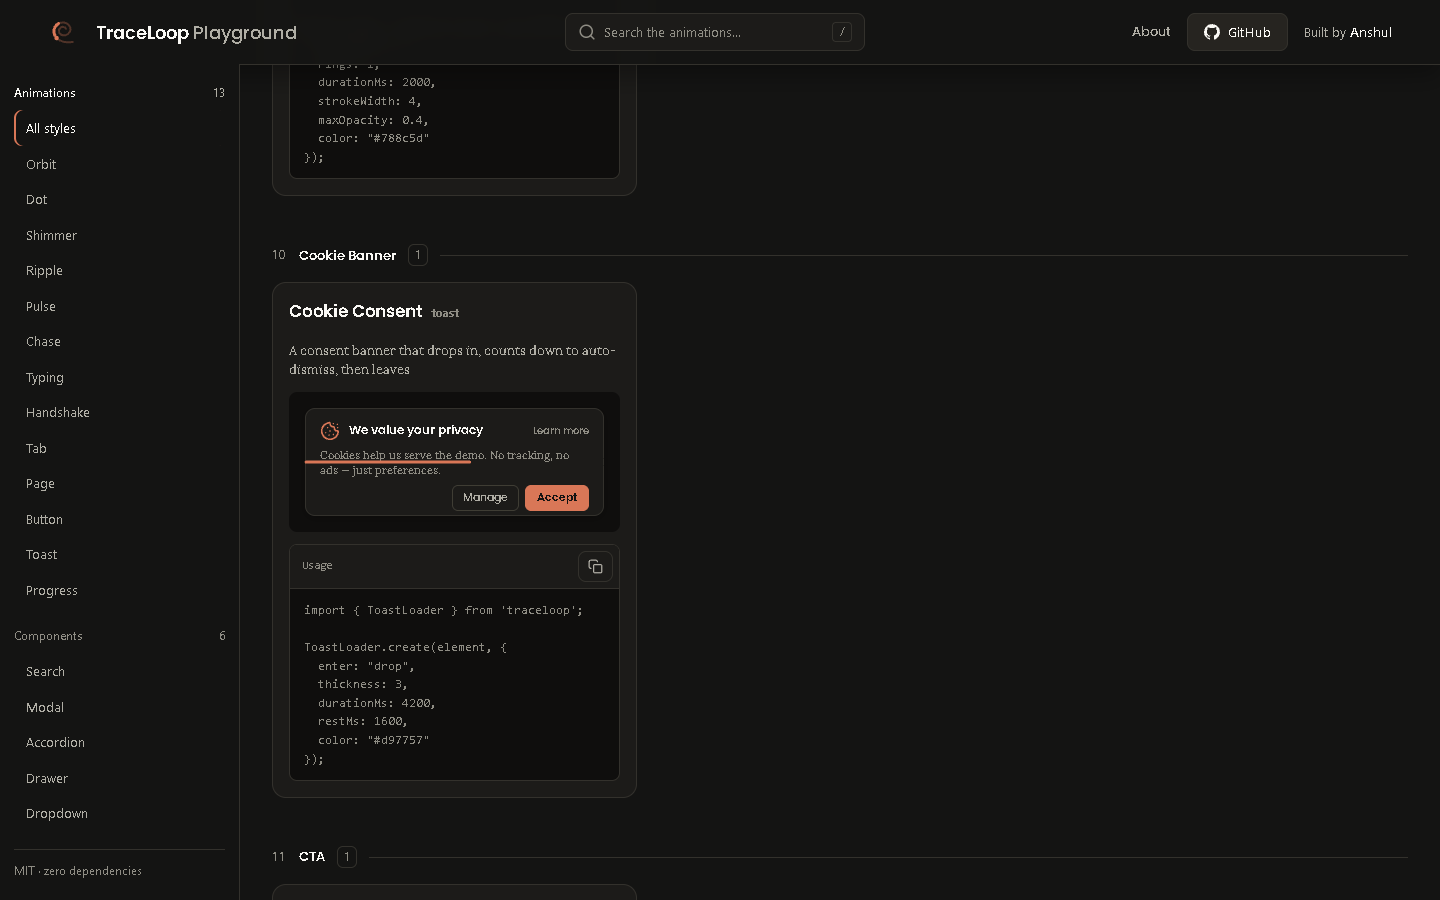 TraceLoop Playground
Search the animations...
/
About
GitHub
Built by Anshul
Animations 13
All styles
Orbit
Dot
Shimmer
Ripple
Pulse
Chase
Typing
Handshake
Tab
Page
Button
Toast
Progress
Components 6
Search
Modal
Accordion
Drawer
Dropdown
MIT · zero dependencies
durationMs: 2000,
strokeWidth: 4,
maxOpacity: 0.4,
color: "#788c5d"
});
10 Cookie Banner 1
Cookie Consent toast
A consent banner that drops in, counts down to auto-
dismiss, then leaves
We value your privacy
Learn more
Cookies help us serve the demo. No tracking, no
ads — just preferences.
Manage
Accept
Usage
import { ToastLoader } from 'traceloop';
ToastLoader.create(element, {
enter: "drop",
thickness: 3,
durationMs: 4200,
restMs: 1600,
color: "#d97757"
});
11 CTA 1